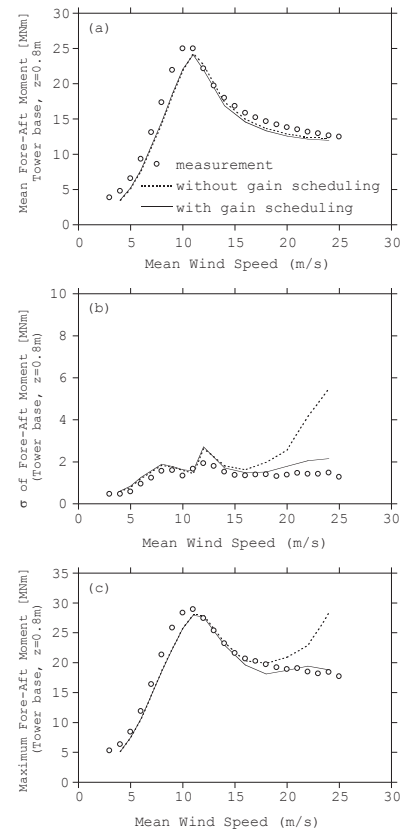 Mean Fore-Aft Moment [MNm]
Tower base, z=0.8m
30
25
20
15
10
5
0
(a)
measurement
without gain scheduling
with gain scheduling
0 5 10 15 20 25 30
Mean Wind Speed (m/s)
σ of Fore-Aft Moment [MNm]
(Tower base, z=0.8m)
10
8
6
4
2
0
(b)
0 5 10 15 20 25 30
Mean Wind Speed (m/s)
Maximum Fore-Aft Moment [MNm]
(Tower base, z=0.8m)
35
30
25
20
15
10
5
0
(c)
0 5 10 15 20 25 30
Mean Wind Speed (m/s)